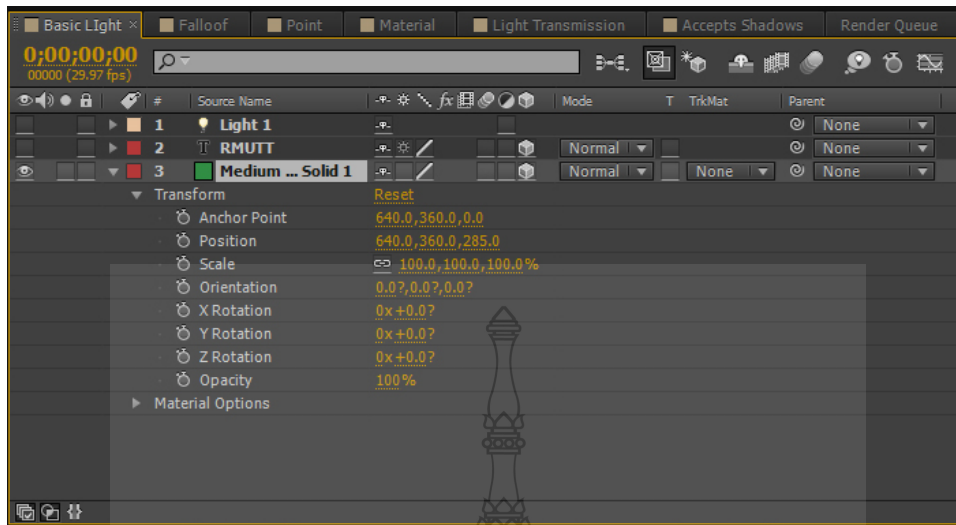 Basic LIght × Falloof Point Material Light Transmission Accepts Shadows Render Queue
0;00;00;00
00000 (29.97 fps)
# Source Name fx Mode T TrkMat Parent
1 Light 1 None
2 T RMUTT Normal None
3 Medium ... Solid 1 Normal None None
Transform Reset
Anchor Point 640.0,360.0,0.0
Position 640.0,360.0,285.0
Scale 100.0,100.0,100.0%
Orientation 0.0?,0.0?,0.0?
X Rotation 0x+0.0?
Y Rotation 0x+0.0?
Z Rotation 0x+0.0?
Opacity 100%
Material Options